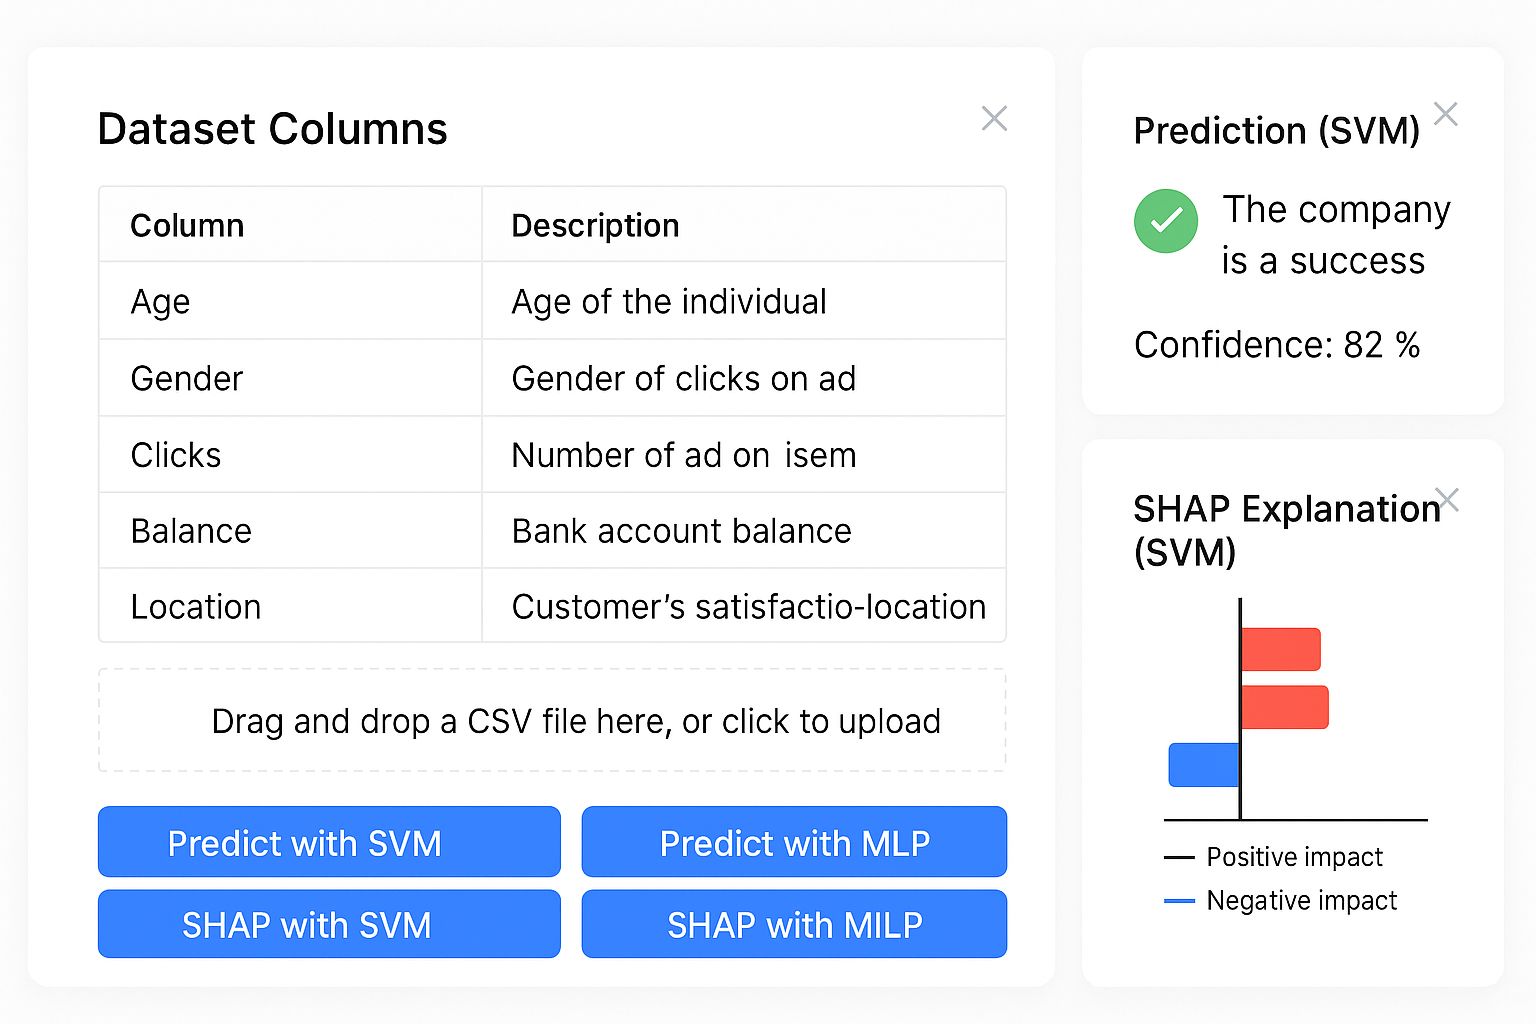 Dataset Columns
Column Description
Age Age of the individual
Gender Gender of clicks on ad
Clicks Number of ad on isem
Balance Bank account balance
Location Customer’s satisfactio-location
Drag and drop a CSV file here, or click to upload
Predict with SVM Predict with MLP
SHAP with SVM SHAP with MILP
Prediction (SVM)
The company
is a success
Confidence: 82 %
SHAP Explanation
(SVM)
Positive impact
Negative impact